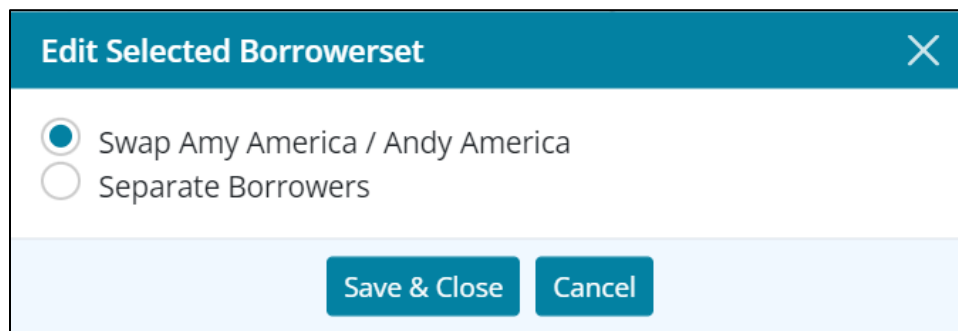 Edit Selected Borrowerset
Swap Amy America / Andy America
Separate Borrowers
Save & Close
Cancel